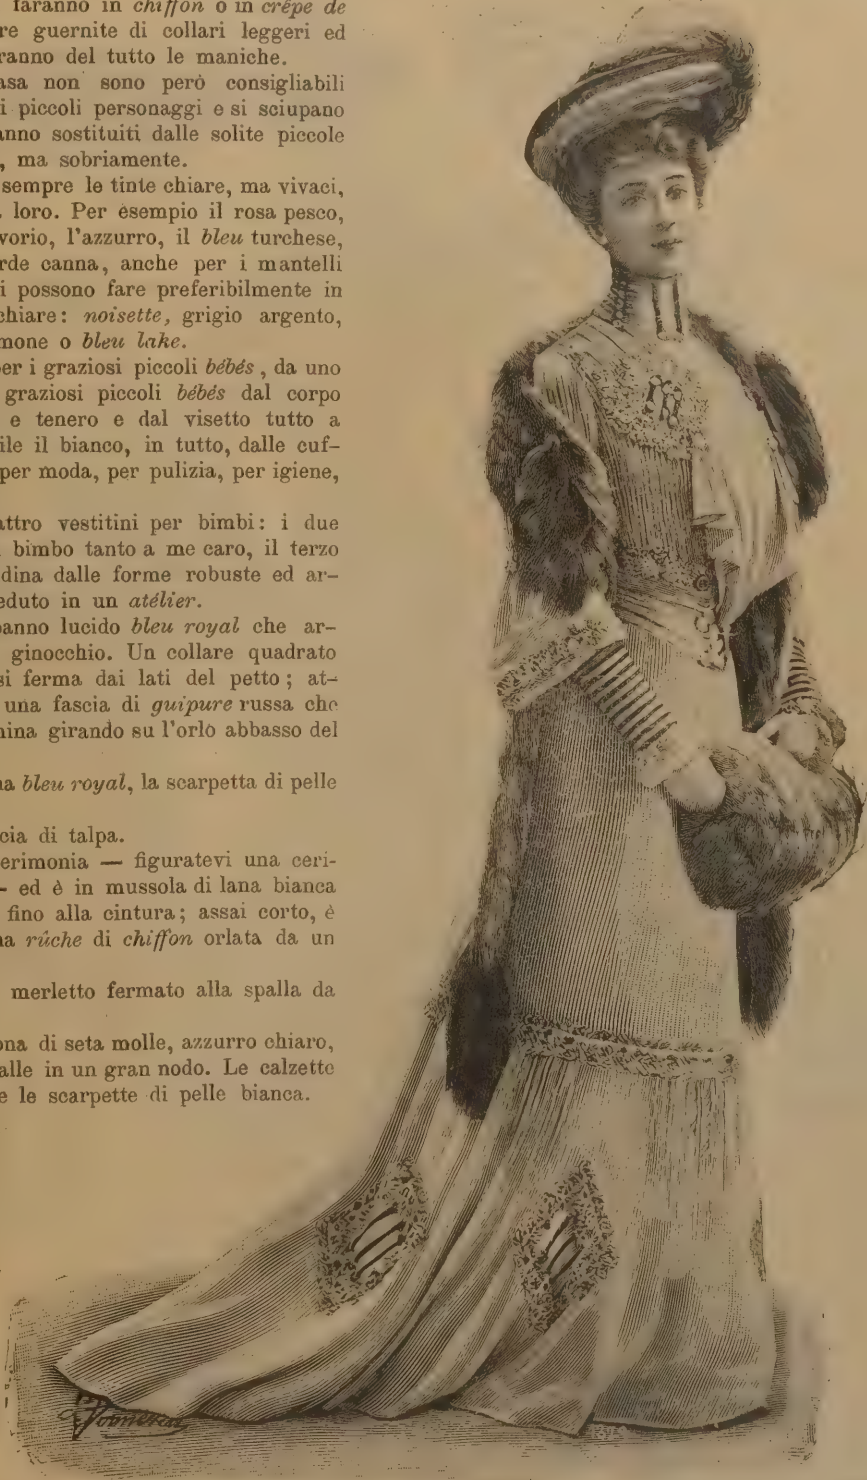 faranno in chiffon o in crêpe de
re guernite di collari leggeri ed
ranno del tutto le maniche.
asa non sono però consigliabili
i piccoli personaggi e si sciupano
anno sostituiti dalle solite piccole
, ma sobriamente.
sempre le tinte chiare, ma vivaci,
loro. Per esempio il rosa pesco,
vorio, l'azzurro, il bleu turchese,
rde canna, anche per i mantelli
i possono fare preferibilmente in
chiare: noisette, grigio argento,
mone o bleu lake.
per i graziosi piccoli bébés, da uno
graziosi piccoli bébés dal corpo
e tenero e dal visetto tutto a
ile il bianco, in tutto, dalle cuf-
per moda, per pulizia, per igiene,
attro vestitini per bimbi: i due
bimbo tanto a me caro, il terzo
dina dalle forme robuste ed ar-
eduto in un atélier.
panno lucido bleu royal che ar-
ginocchio. Un collare quadrato
si ferma dai lati del petto; at-
una fascia di guipure russa che
nina girando su l'orlo abbasso del
na bleu royal, la scarpetta di pelle
cia di talpa.
erimonia — figuratevi una ceri-
- ed è in mussola di lana bianca
fino alla cintura; assai corto, è
na rûche di chiffon orlata da un
merletto fermato alla spalla da
ona di seta molle, azzurro chiaro,
alle in un gran nodo. Le calzette
e le scarpette di pelle bianca.